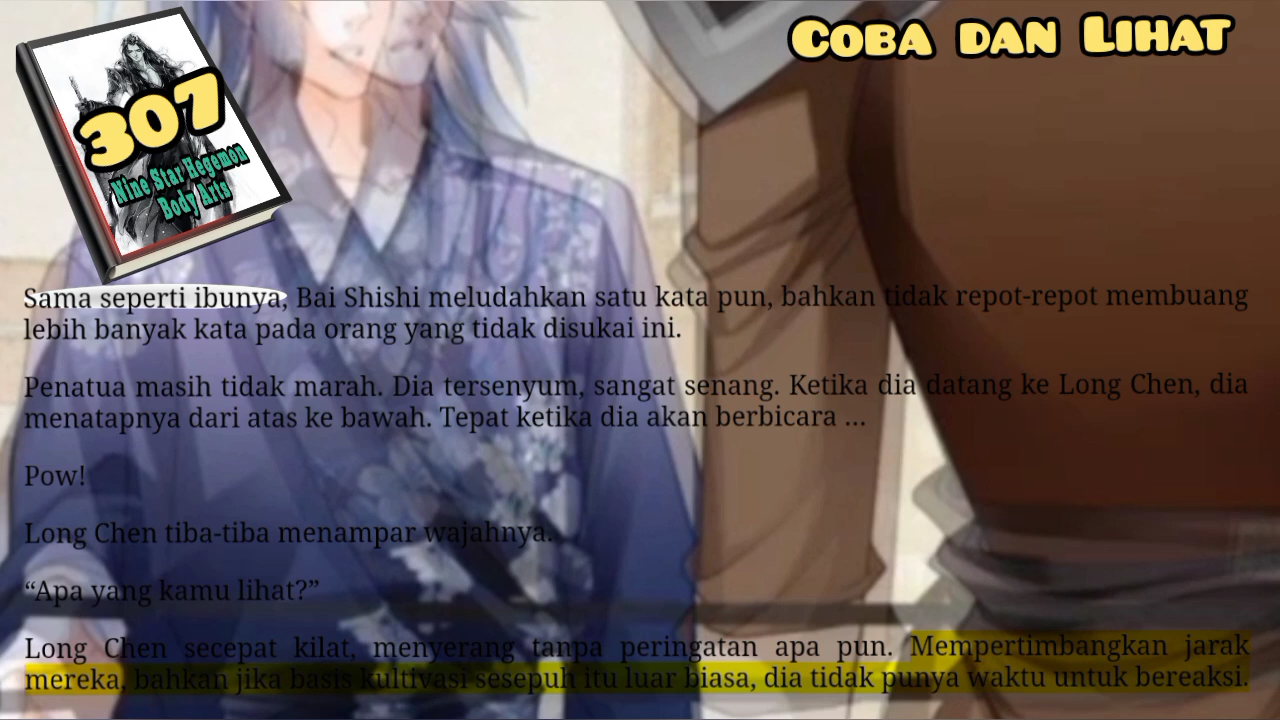 Coba dan Lihat
307
Nine Star Hegemon
Body Arts
Sama seperti ibunya, Bai Shishi meludahkan satu kata pun, bahkan tidak repot-repot membuang
lebih banyak kata pada orang yang tidak disukai ini.
Penatua masih tidak marah. Dia tersenyum, sangat senang. Ketika dia datang ke Long Chen, dia
menatapnya dari atas ke bawah. Tepat ketika dia akan berbicara ...
Pow!
Long Chen tiba-tiba menampar wajahnya.
“Apa yang kamu lihat?”
Long Chen secepat kilat, menyerang tanpa peringatan apa pun. Mempertimbangkan jarak
mereka, bahkan jika basis kultivasi sesepuh itu luar biasa, dia tidak punya waktu untuk bereaksi.